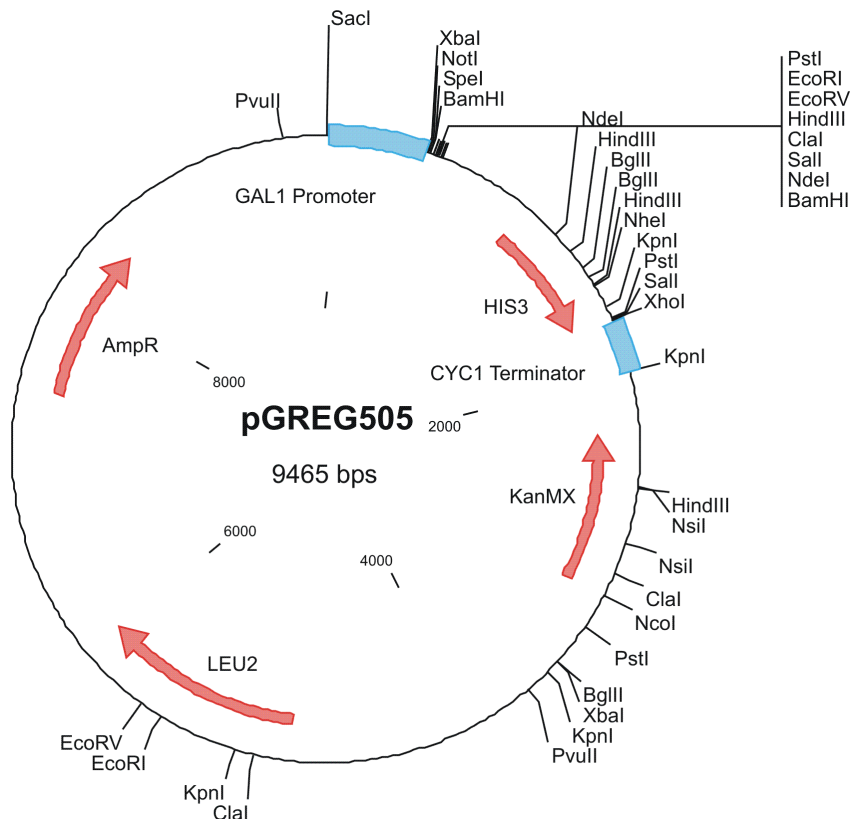 SacI
XbaI
NotI
SpeI
BamHI
PstI
EcoRI
EcoRV
HindIII
ClaI
SalI
NdeI
BamHI
PvuII
NdeI
HindIII
BglII
BglII
HindIII
NheI
KpnI
PstI
SalI
XhoI
KpnI
GAL1 Promoter
HIS3
AmpR
CYC1 Terminator
8000
pGREG505
2000
9465 bps
KanMX
HindIII
NsiI
6000
4000
NsiI
ClaI
NcoI
PstI
LEU2
BglII
XbaI
KpnI
PvuII
EcoRV
EcoRI
KpnI
ClaI